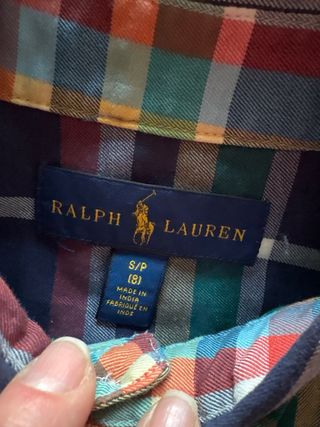 RALPH LAUREN
S/P
(8)
MADE IN
INDIA
FABRIQUÉ EN
INDE